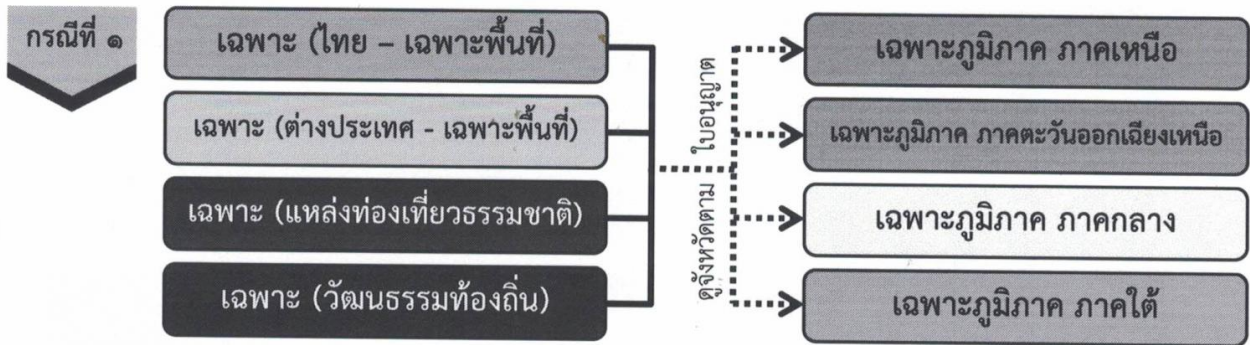 กรณีที่ ๑
เฉพาะ (ไทย – เฉพาะพื้นที่)
เฉพาะ (ต่างประเทศ - เฉพาะพื้นที่)
เฉพาะ (แหล่งท่องเที่ยวธรรมชาติ)
เฉพาะ (วัฒนธรรมท้องถิ่น)
ดูจังหวัดตาม ใบอนุญาต
เฉพาะภูมิภาค ภาคเหนือ
เฉพาะภูมิภาค ภาคตะวันออกเฉียงเหนือ
เฉพาะภูมิภาค ภาคกลาง
เฉพาะภูมิภาค ภาคใต้